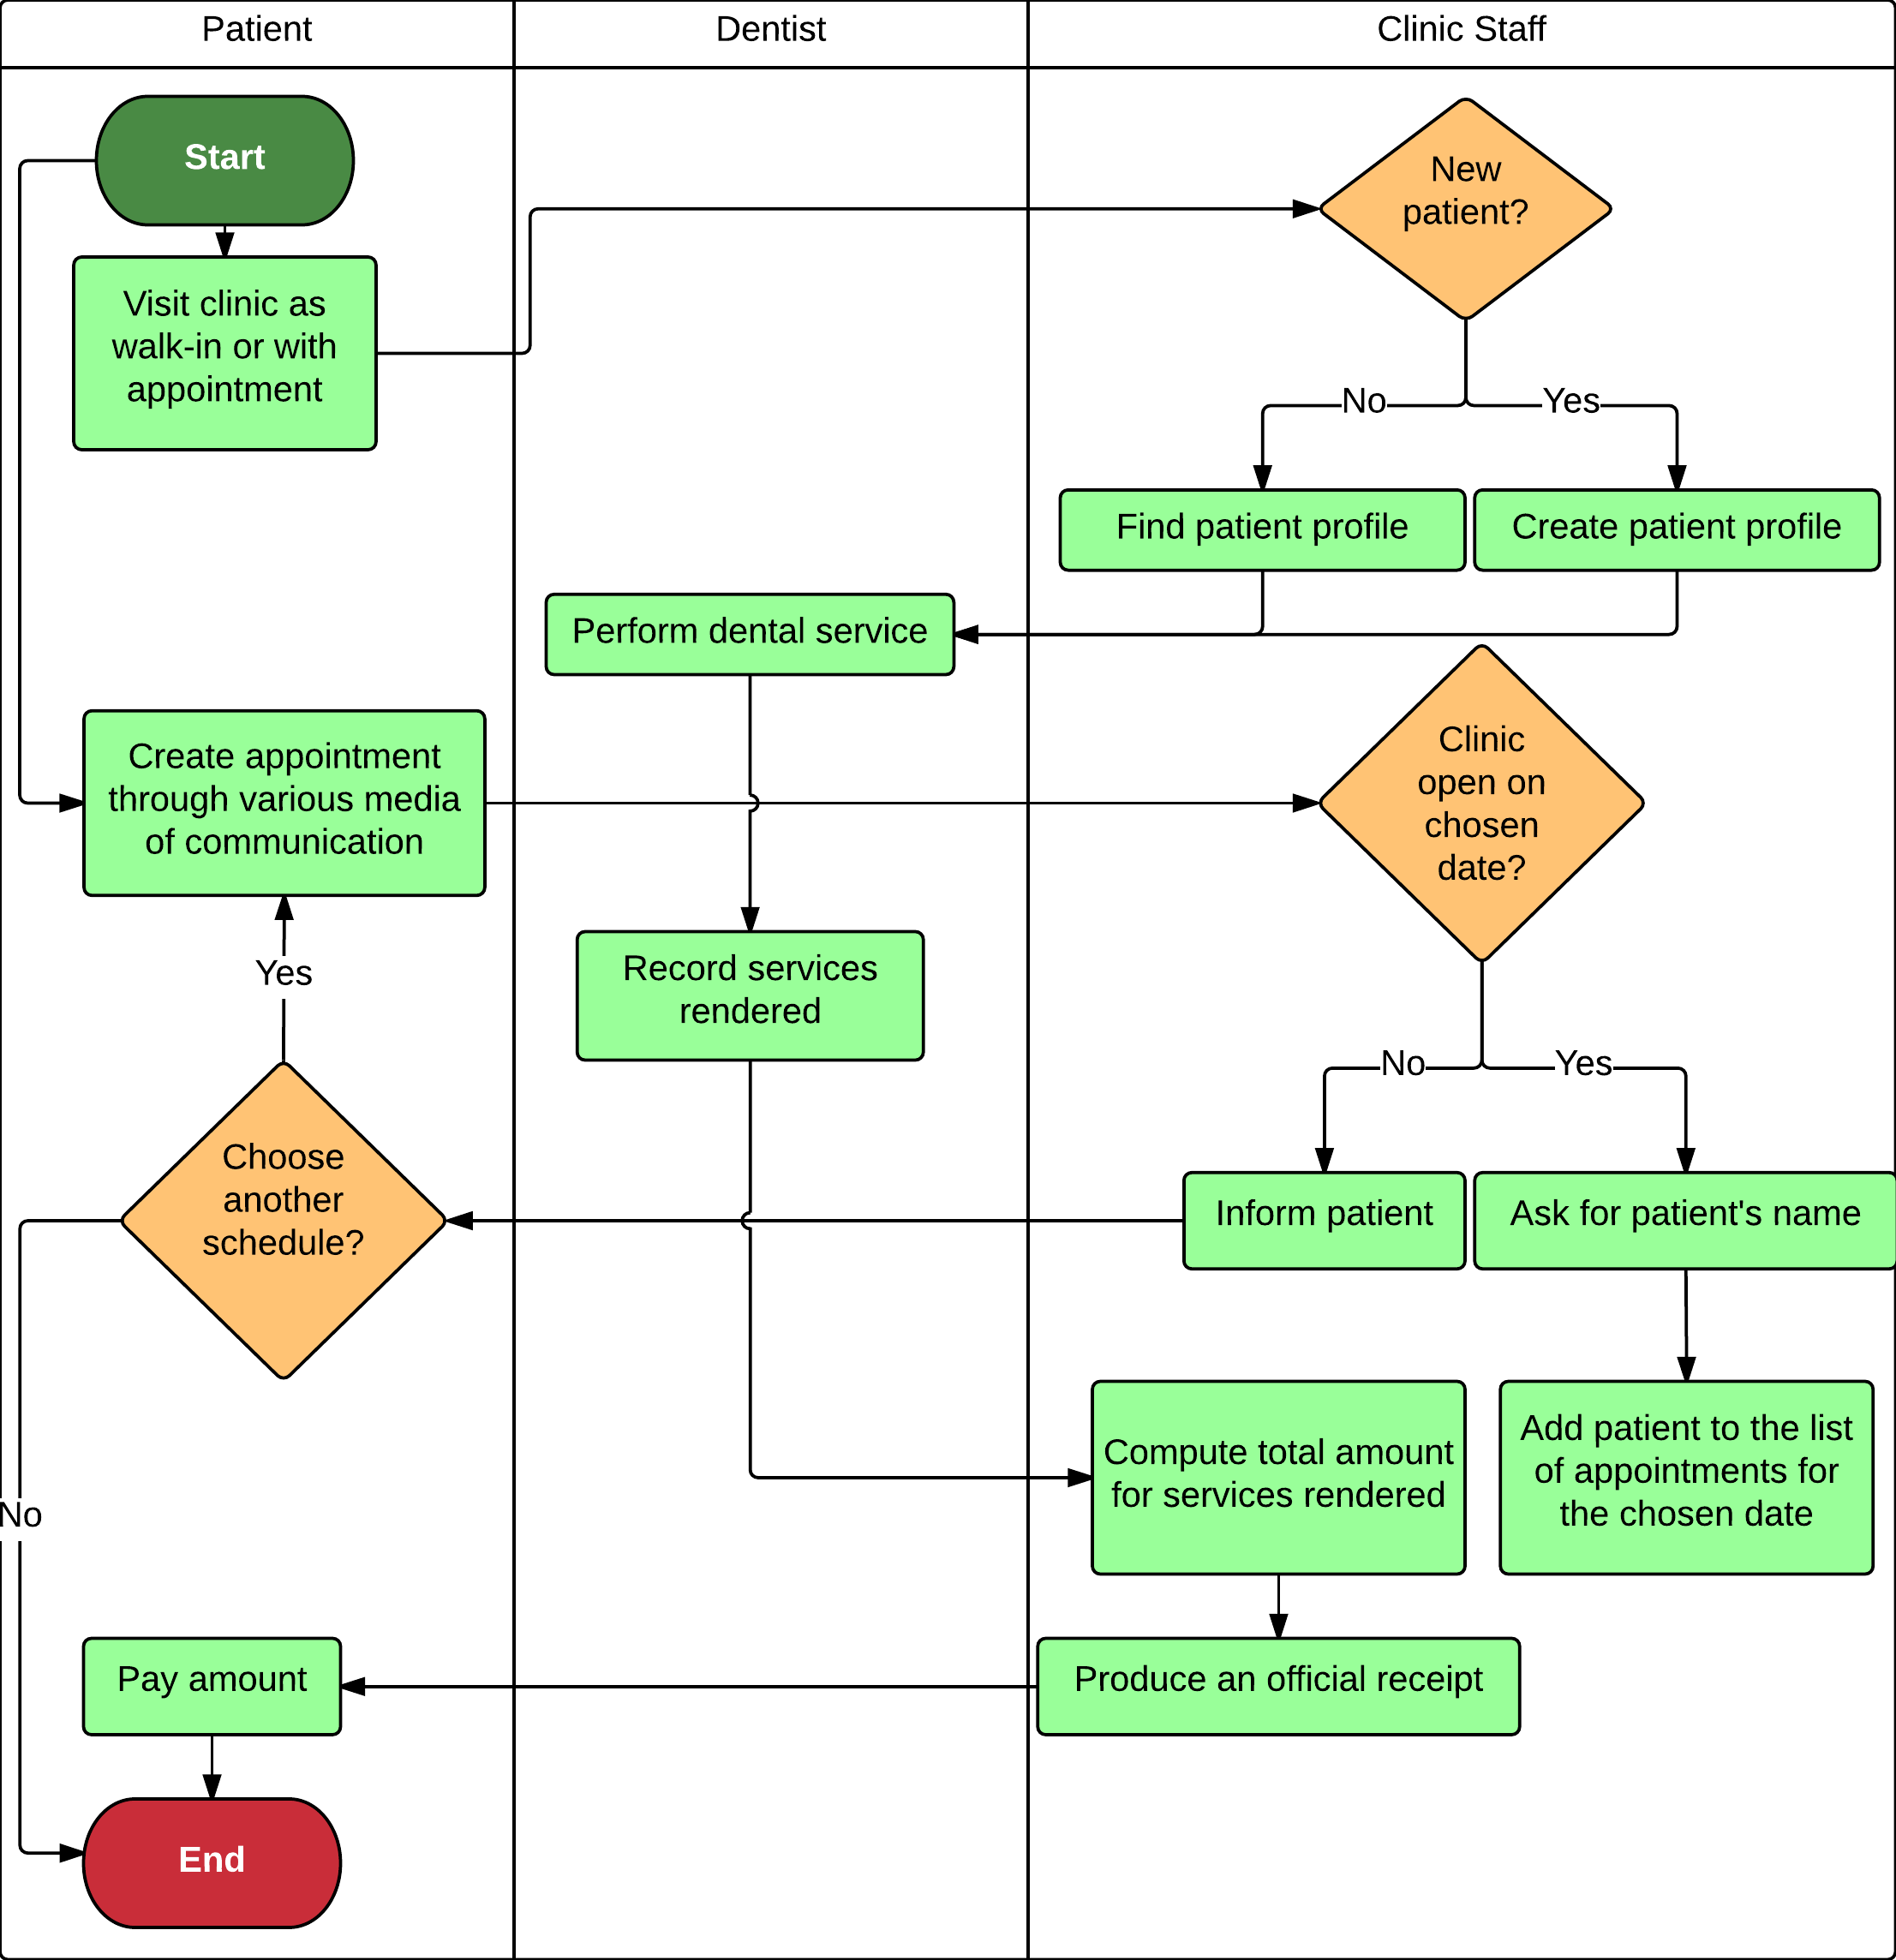 Patient
Dentist
Clinic Staff
Start
New
patient?
Visit clinic as
walk-in or with
appointment
No
Yes
Find patient profile
Create patient profile
Perform dental service
Create appointment
through various media
of communication
Clinic
open on
chosen
date?
Yes
Record services
rendered
No
Yes
Choose
another
schedule?
Inform patient
Ask for patient's name
Compute total amount
for services rendered
Add patient to the list
of appointments for
the chosen date
No
Pay amount
Produce an official receipt
End